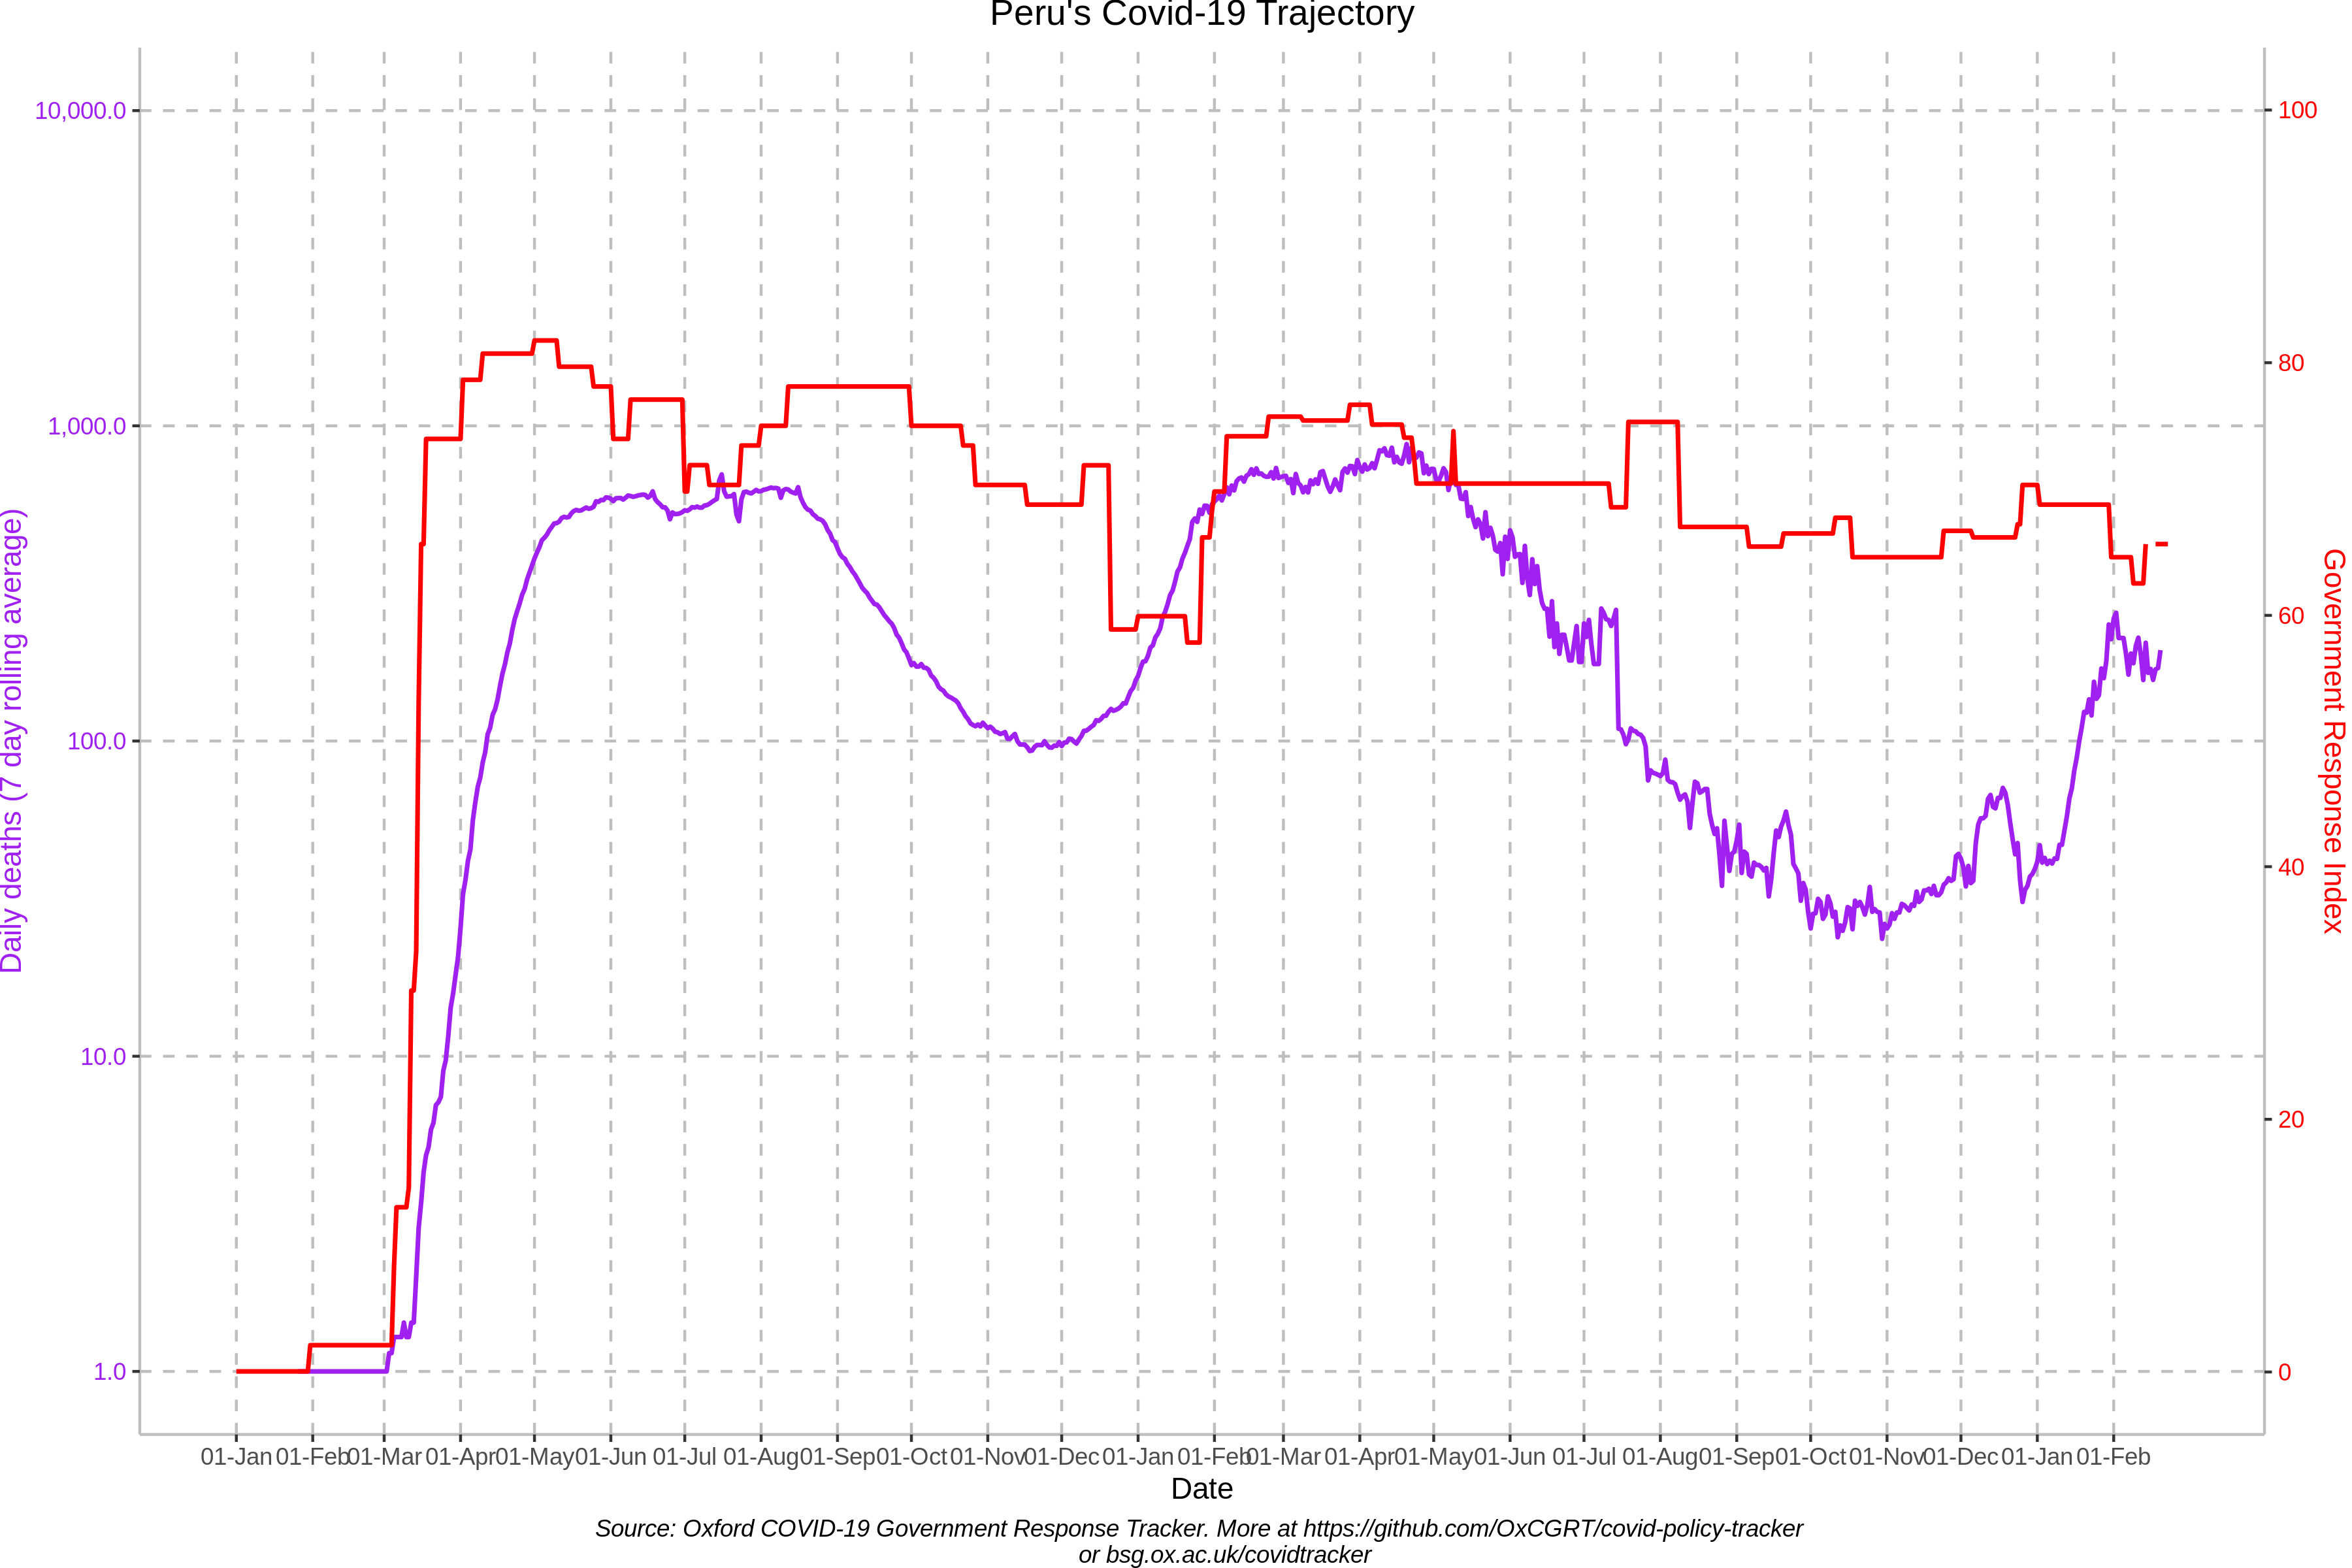 Peru's Covid-19 Trajectory
10,000.0
1,000.0
100.0
10.0
1.0
Daily deaths (7 day rolling average)
100
80
60
40
20
0
Government Response Index
01-Jan 01-Feb 01-Mar 01-Apr 01-May 01-Jun 01-Jul 01-Aug 01-Sep 01-Oct 01-Nov 01-Dec 01-Jan 01-Feb 01-Mar 01-Apr 01-May 01-Jun 01-Jul 01-Aug 01-Sep 01-Oct 01-Nov 01-Dec 01-Jan 01-Feb
Date
Source: Oxford COVID-19 Government Response Tracker. More at https://github.com/OxCGRT/covid-policy-tracker
or bsg.ox.ac.uk/covidtracker